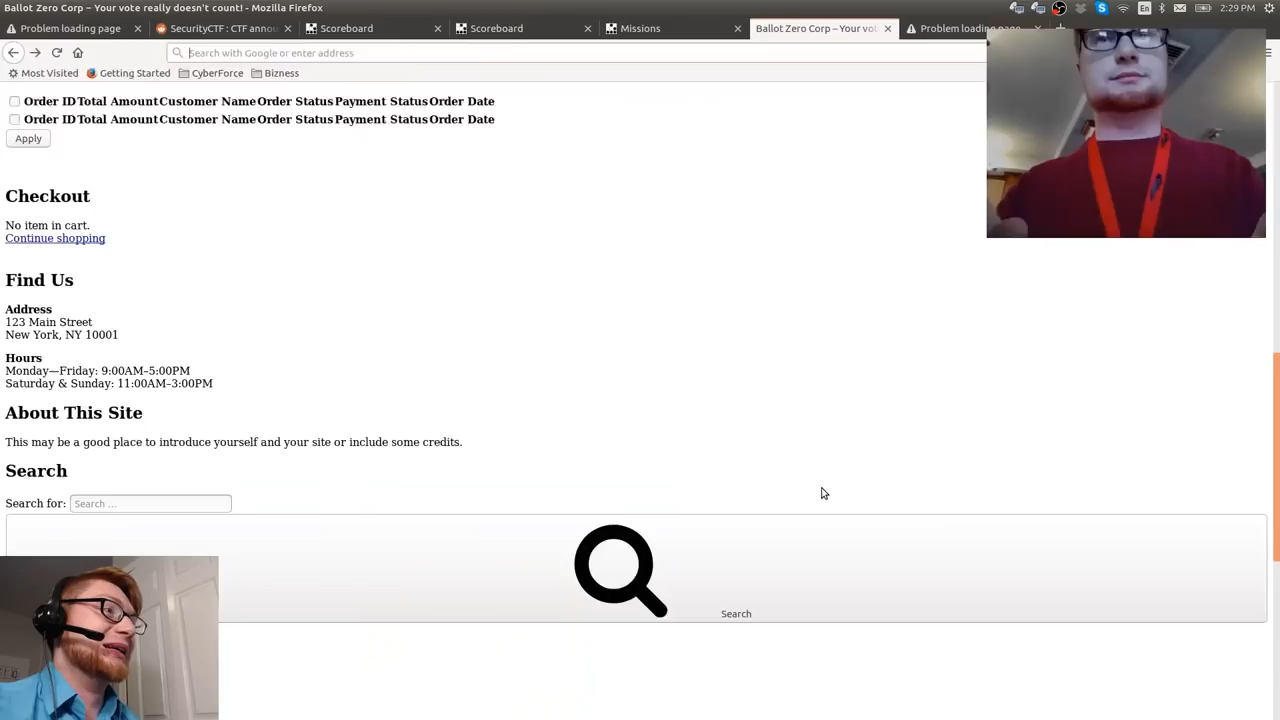 Ballot Zero Corp – Your vote really doesn't count! - Mozilla Firefox
2:29 PM
Problem loading page
SecurityCTF : CTF annou
Scoreboard
Scoreboard
Missions
Ballot Zero Corp – Your vot
Problem loading page
Search with Google or enter address
Most Visited
Getting Started
CyberForce
Bizness
Order ID Total Amount Customer Name Order Status Payment Status Order Date
Order ID Total Amount Customer Name Order Status Payment Status Order Date
Apply
Checkout
No item in cart.
Continue shopping
Find Us
Address
123 Main Street
New York, NY 10001
Hours
Monday—Friday: 9:00AM–5:00PM
Saturday & Sunday: 11:00AM–3:00PM
About This Site
This may be a good place to introduce yourself and your site or include some credits.
Search
Search for: Search …
Search